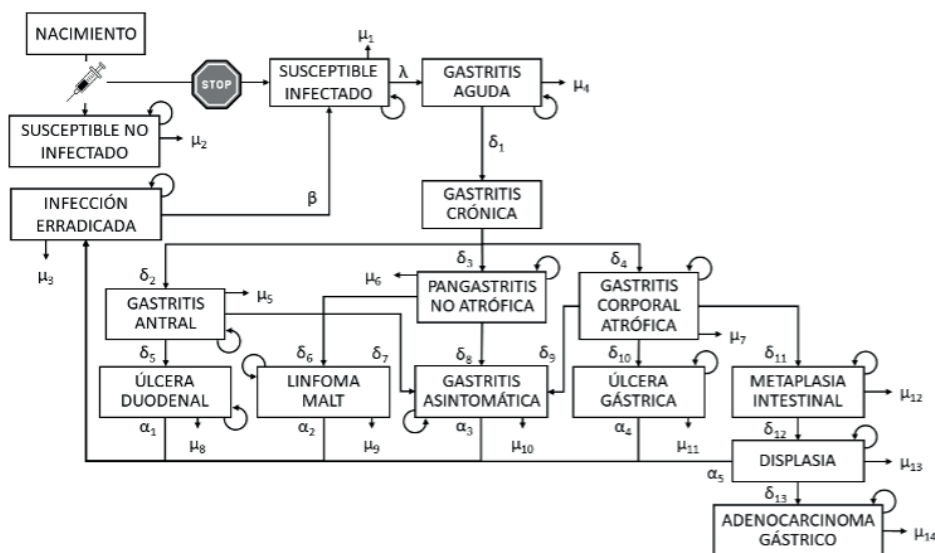 NACIMIENTO
STOP
SUSCEPTIBLE
INFECTADO
μ1
λ
GASTRITIS
AGUDA
μ4
SUSCEPTIBLE NO
INFECTADO
μ2
δ1
INFECCIÓN
ERRADICADA
β
μ3
GASTRITIS
CRÓNICA
δ2
δ3
δ4
GASTRITIS
ANTRAL
μ5
μ6
PANGASTRITIS
NO ATRÓFICA
GASTRITIS
CORPORAL
ATRÓFICA
μ7
δ5
δ6
δ7
δ8
δ9
δ10
δ11
ÚLCERA
DUODENAL
LINFOMA
MALT
GASTRITIS
ASINTOMÁTICA
ÚLCERA
GÁSTRICA
METAPLASIA
INTESTINAL
μ12
α1
μ8
α2
μ9
α3
μ10
α4
μ11
δ12
α5
DISPLASIA
μ13
δ13
ADENOCARCINOMA
GÁSTRICO
μ14